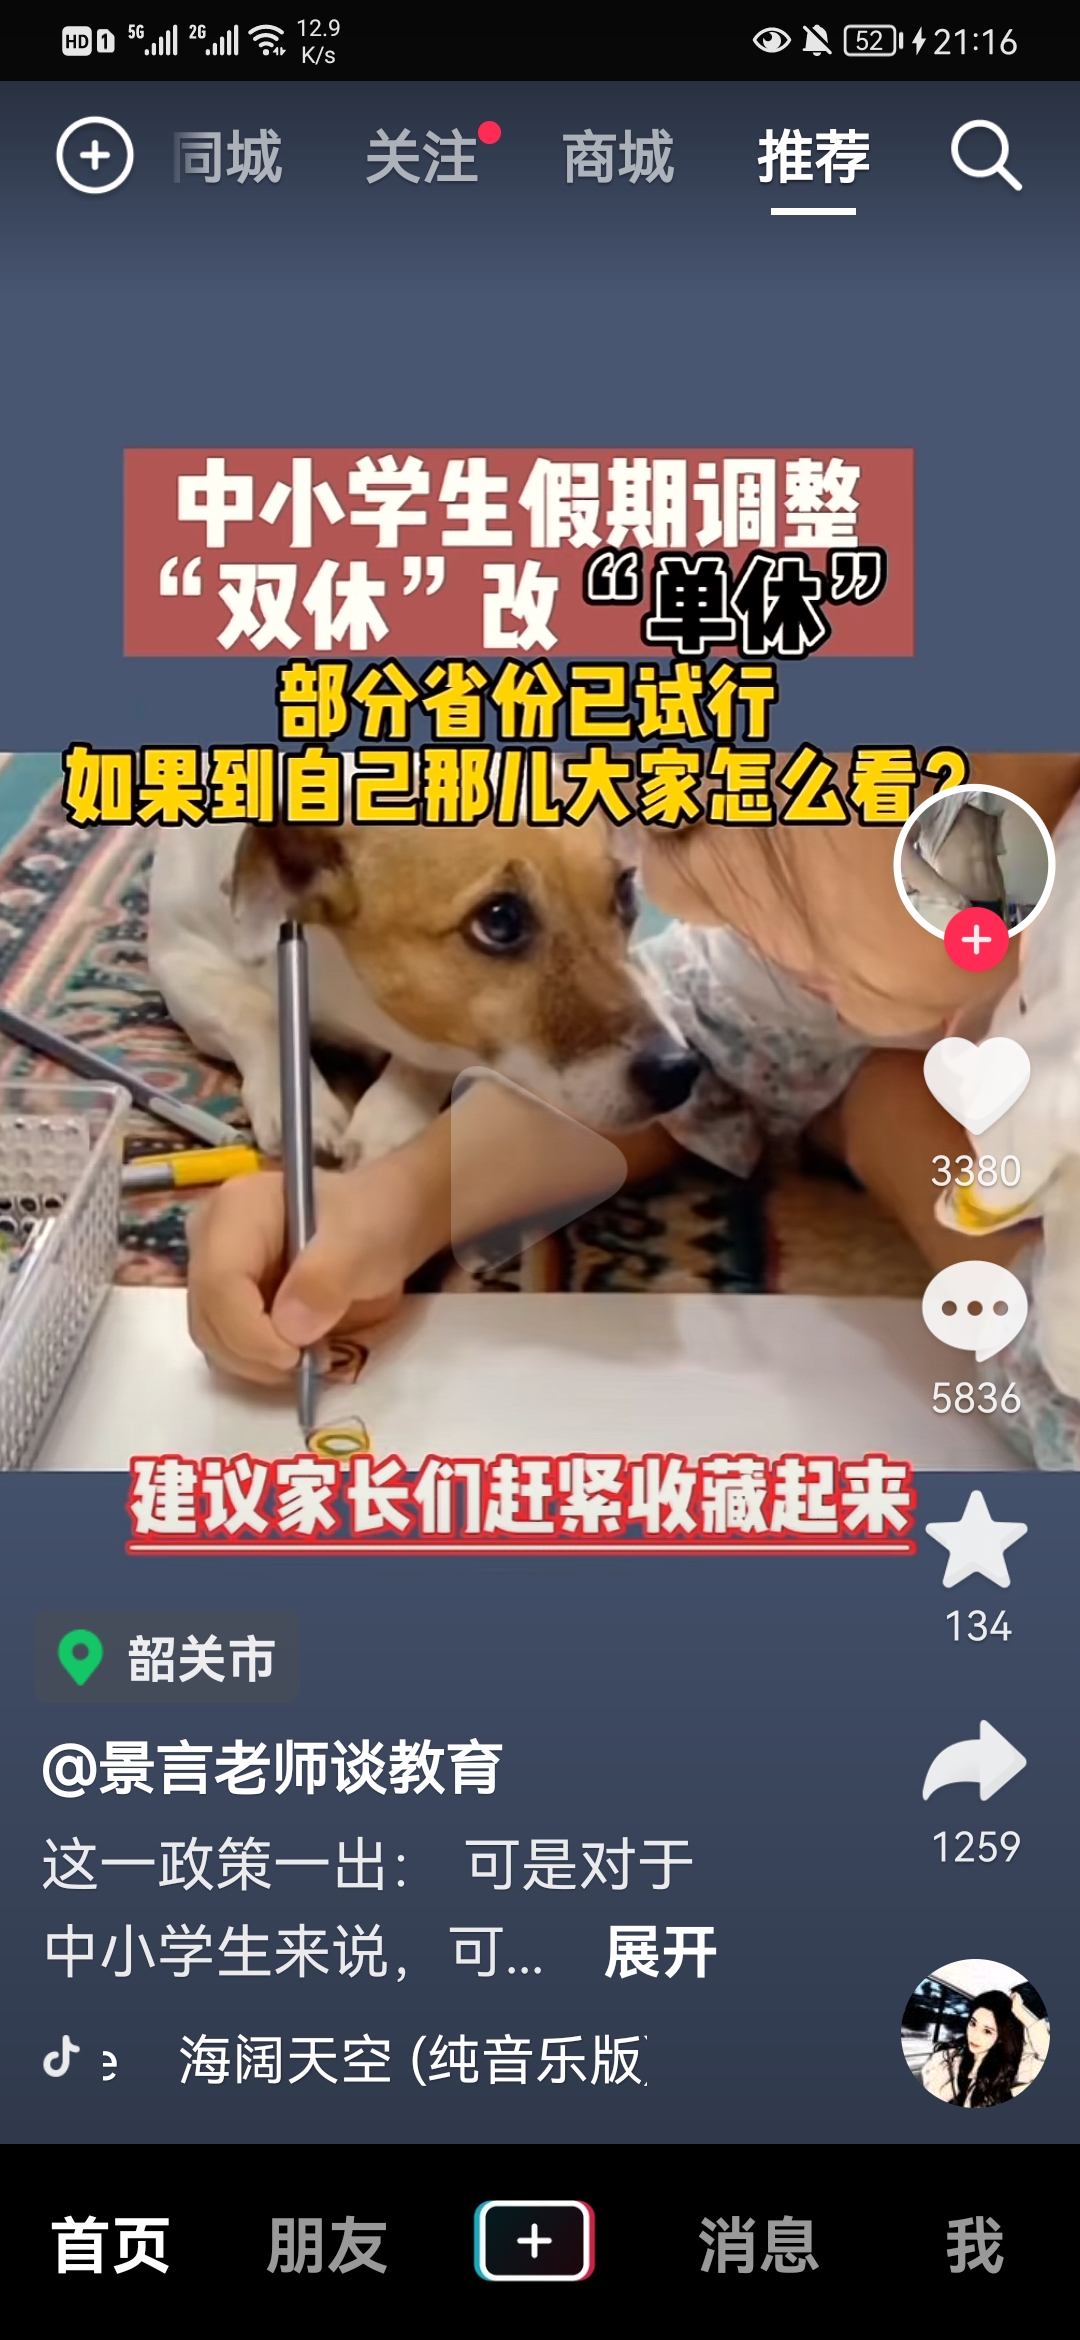 HD 1 5G 2G 12.9 K/s 52 21:16
同城 关注 商城 推荐
中小学生假期调整
“双休”改“单休”
部分省份已试行
如果到自己那儿大家怎么看?
3380
5836
建议家长们赶紧收藏起来
134
韶关市
@景言老师谈教育
这一政策一出： 可是对于
1259
中小学生来说，可... 展开
e 海阔天空 (纯音乐版)
首页 朋友 消息 我